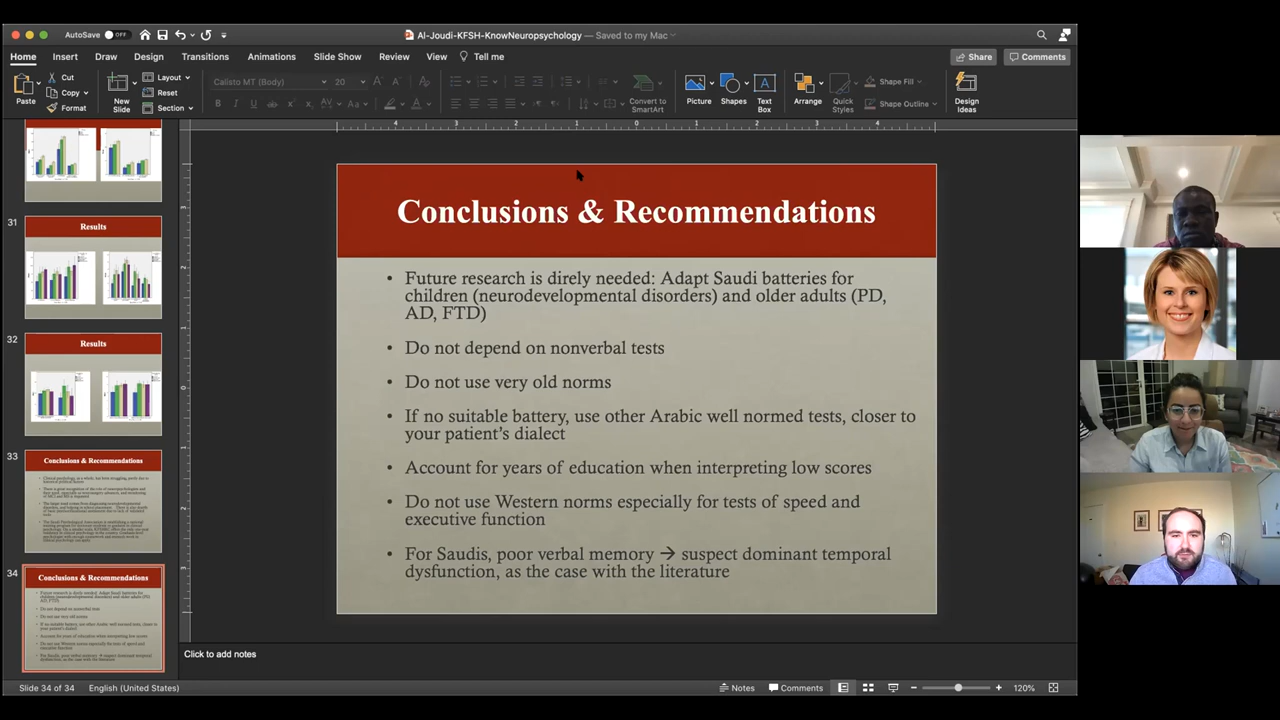 AutoSave OFF
Al-Joudi-KFSH-KnowNeuropsychology — Saved to my Mac
Home Insert Draw Design Transitions Animations Slide Show Review View Tell me Share Comments
Paste Cut Copy Format
New Slide Layout Reset Section
Calisto MT (Body) 20
Convert to SmartArt
Picture Shapes Text Box Arrange Quick Styles Shape Fill Shape Outline Design Ideas
31
Results
32
Results
33
Conclusions & Recommendations
34
Conclusions & Recommendations
Conclusions & Recommendations
• Future research is direly needed: Adapt Saudi batteries for
children (neurodevelopmental disorders) and older adults (PD,
AD, FTD)
• Do not depend on nonverbal tests
• Do not use very old norms
• If no suitable battery, use other Arabic well normed tests, closer to
your patient’s dialect
• Account for years of education when interpreting low scores
• Do not use Western norms especially for tests of speed and
executive function
• For Saudis, poor verbal memory → suspect dominant temporal
dysfunction, as the case with the literature
Click to add notes
Slide 34 of 34 English (United States) Notes Comments 120%